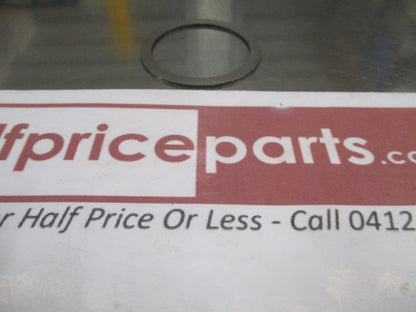 lfpriceparts.co
r Half Price Or Less - Call 0412